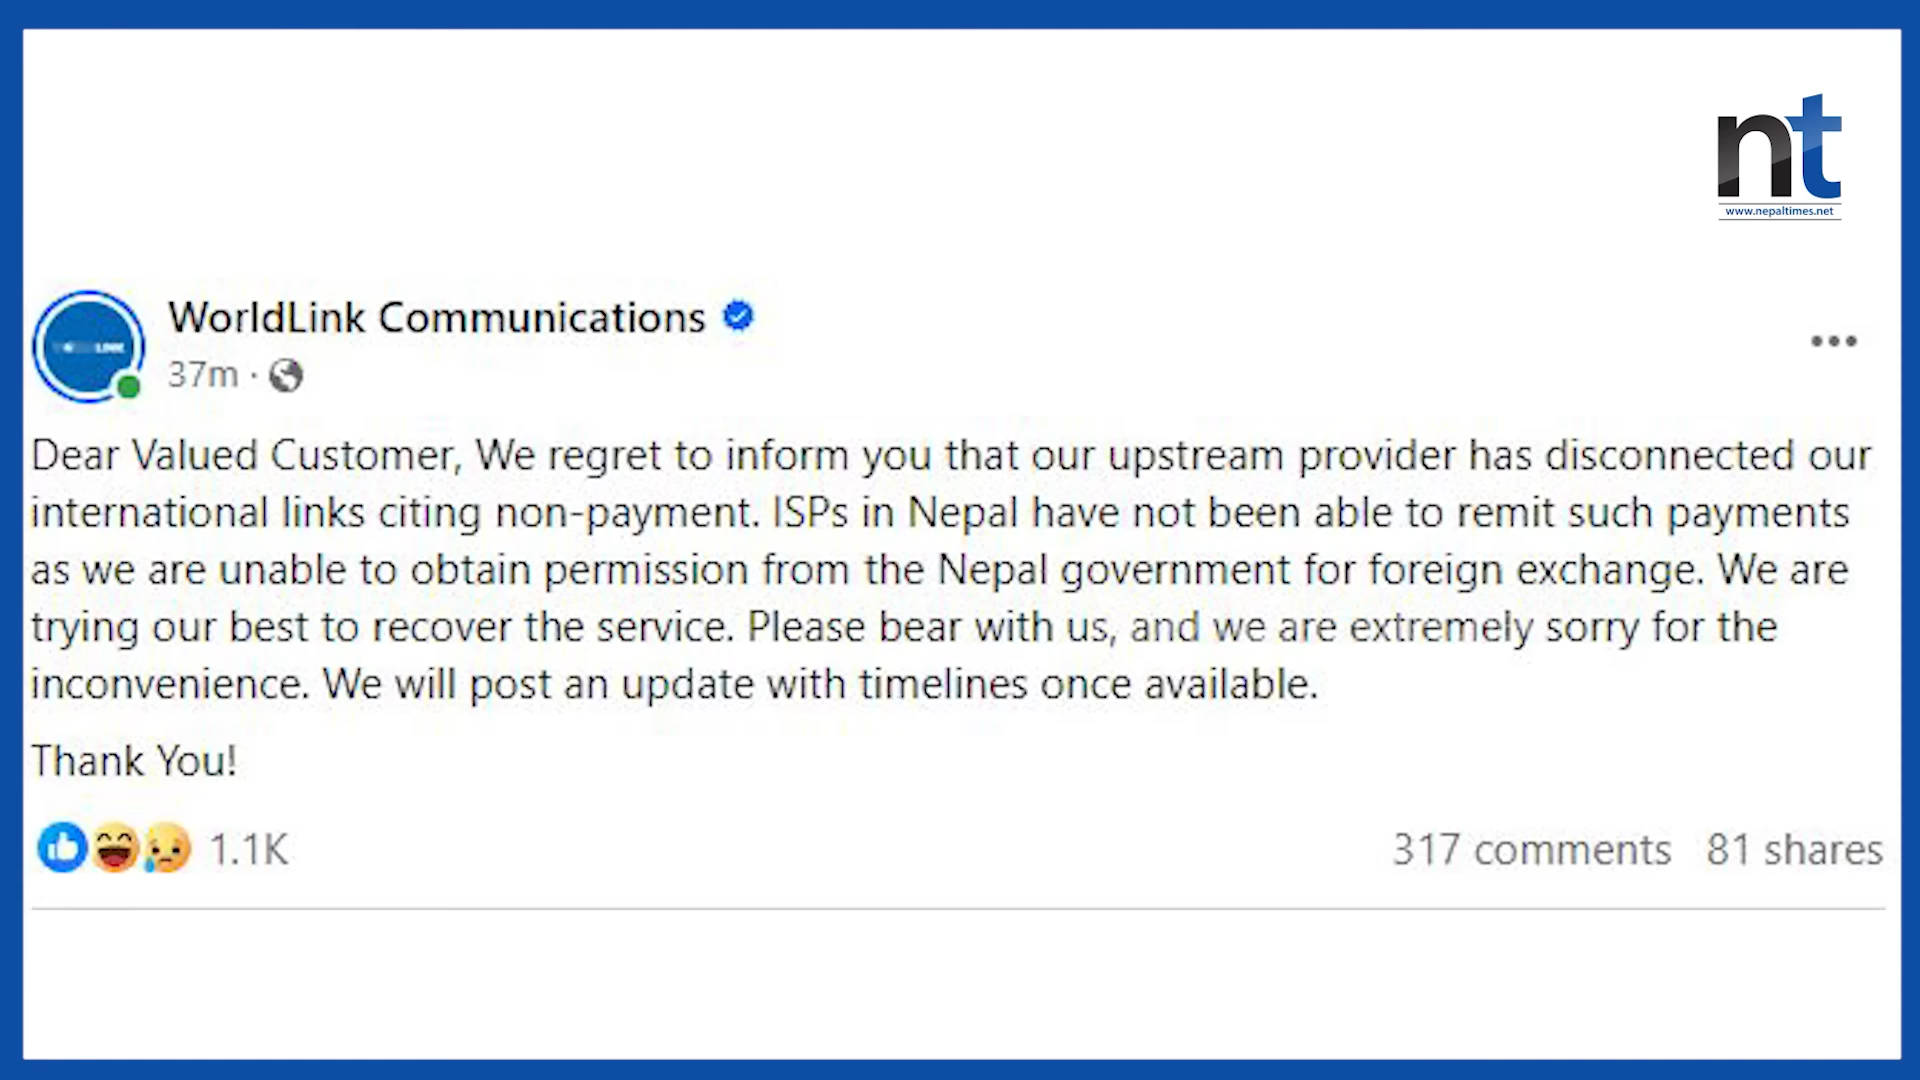 nt
www.nepaltimes.net
WorldLink Communications
37m ·
Dear Valued Customer, We regret to inform you that our upstream provider has disconnected our
international links citing non-payment. ISPs in Nepal have not been able to remit such payments
as we are unable to obtain permission from the Nepal government for foreign exchange. We are
trying our best to recover the service. Please bear with us, and we are extremely sorry for the
inconvenience. We will post an update with timelines once available.
Thank You!
1.1K
317 comments 81 shares